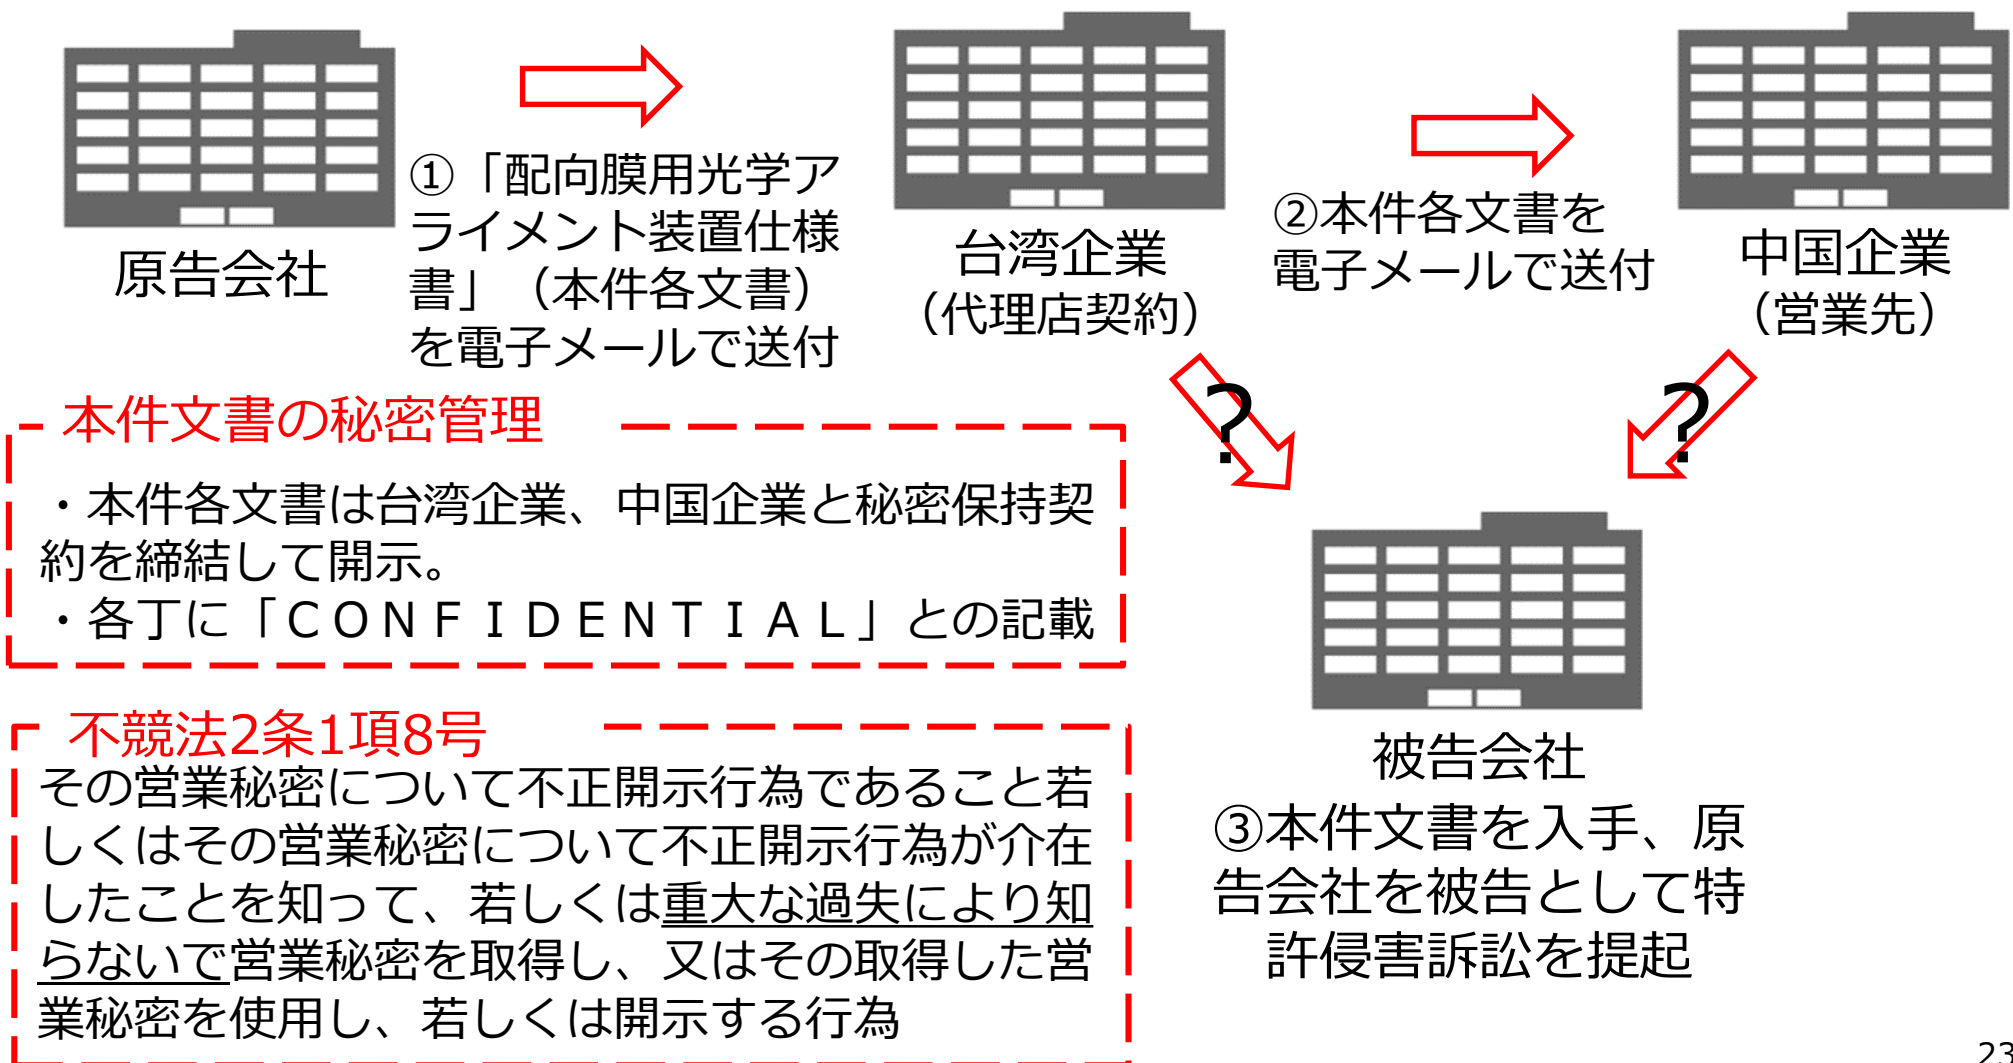 原告会社
①「配向膜用光学ア
ライメント装置仕様
書」（本件各文書）
を電子メールで送付
台湾企業
（代理店契約）
②本件各文書を
電子メールで送付
中国企業
（営業先）
?
?
本件文書の秘密管理
・本件各文書は台湾企業、中国企業と秘密保持契
約を締結して開示。
・各丁に「ＣＯＮＦＩＤＥＮＴＩＡＬ」との記載
不競法2条1項8号
その営業秘密について不正開示行為であること若
しくはその営業秘密について不正開示行為が介在
したことを知って、若しくは重大な過失により知
らないで営業秘密を取得し、又はその取得した営
業秘密を使用し、若しくは開示する行為
被告会社
③本件文書を入手、原
告会社を被告として特
許侵害訴訟を提起
23